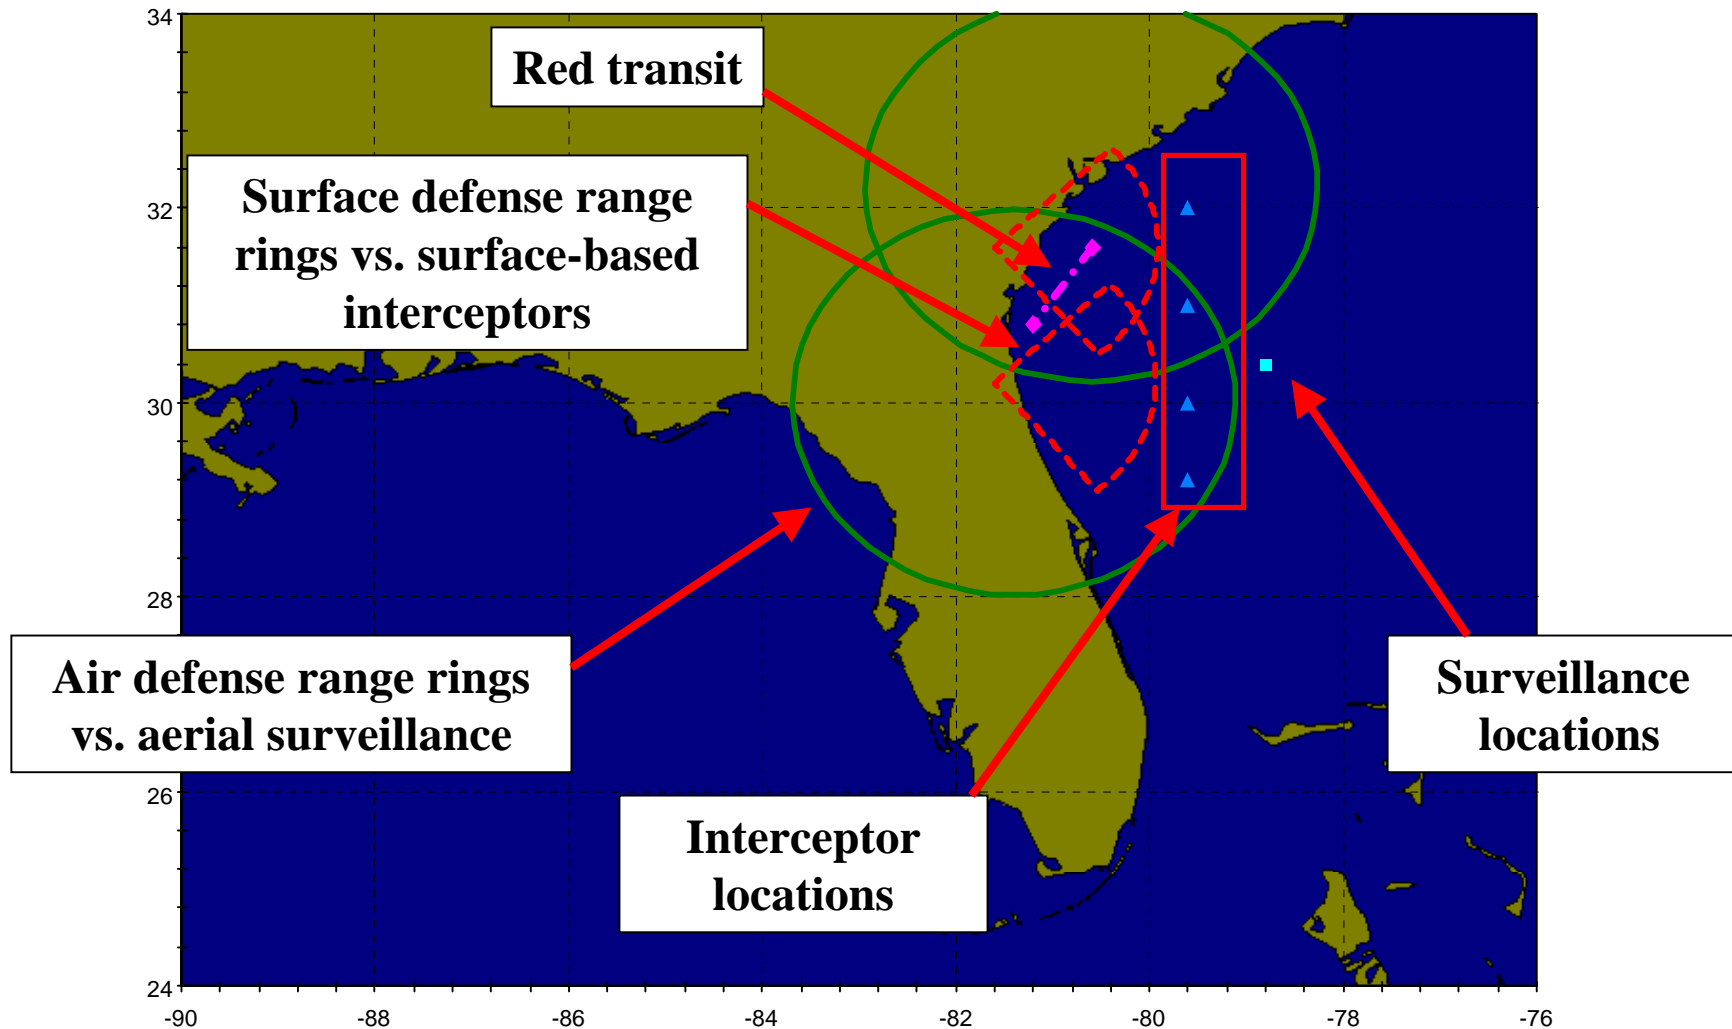 34
Red transit
Surface defense range
rings vs. surface-based
interceptors
32
30
28
Air defense range rings
vs. aerial surveillance
Surveillance
locations
26
Interceptor
locations
24
-90 -88 -86 -84 -82 -80 -78 -76